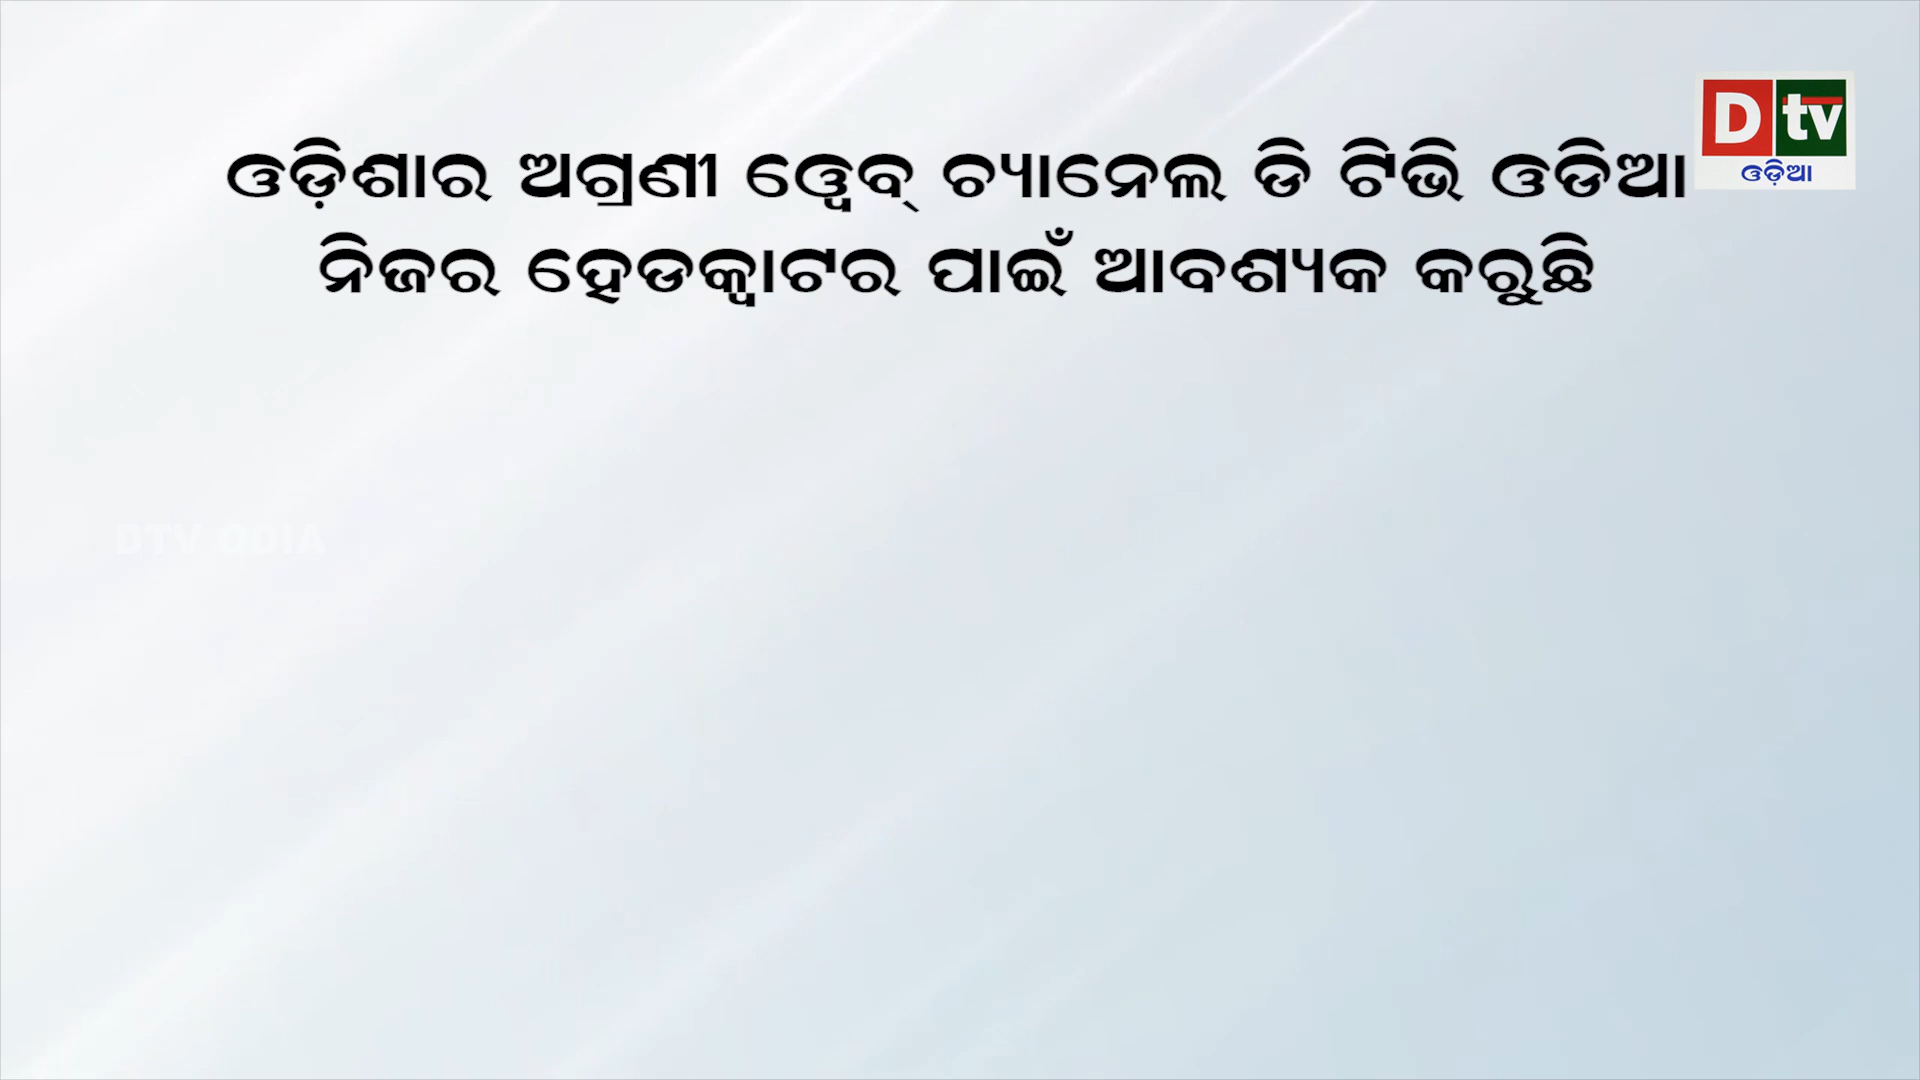 ଓଡ଼ିଶାର ଅଗ୍ରଣୀ ୱେବ୍ ଚ୍ୟାନେଲ ଡି ଟିଭି ଓଡିଆ
ନିଜର ହେଡକ୍ୱାଟର ପାଇଁ ଆବଶ୍ୟକ କରୁଛି
D tv
ଓଡ଼ିଆ
DTV ODIA